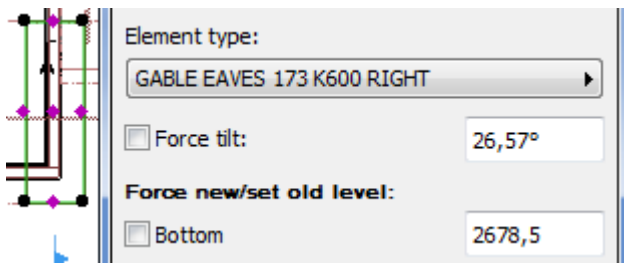 Element type:
GABLE EAVES 173 K600 RIGHT
Force tilt: 26,57°
Force new/set old level:
Bottom 2678,5